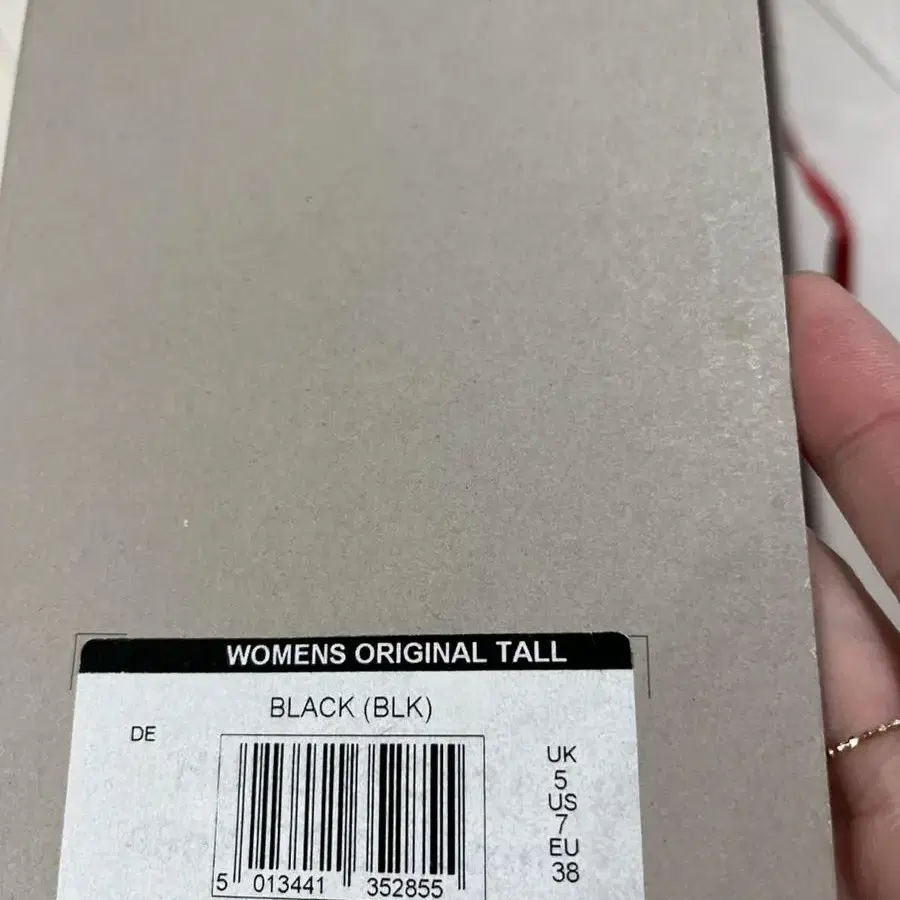 WOMENS ORIGINAL TALL
BLACK (BLK)
DE
UK
5
US
7
EU
38
5 013441 352855